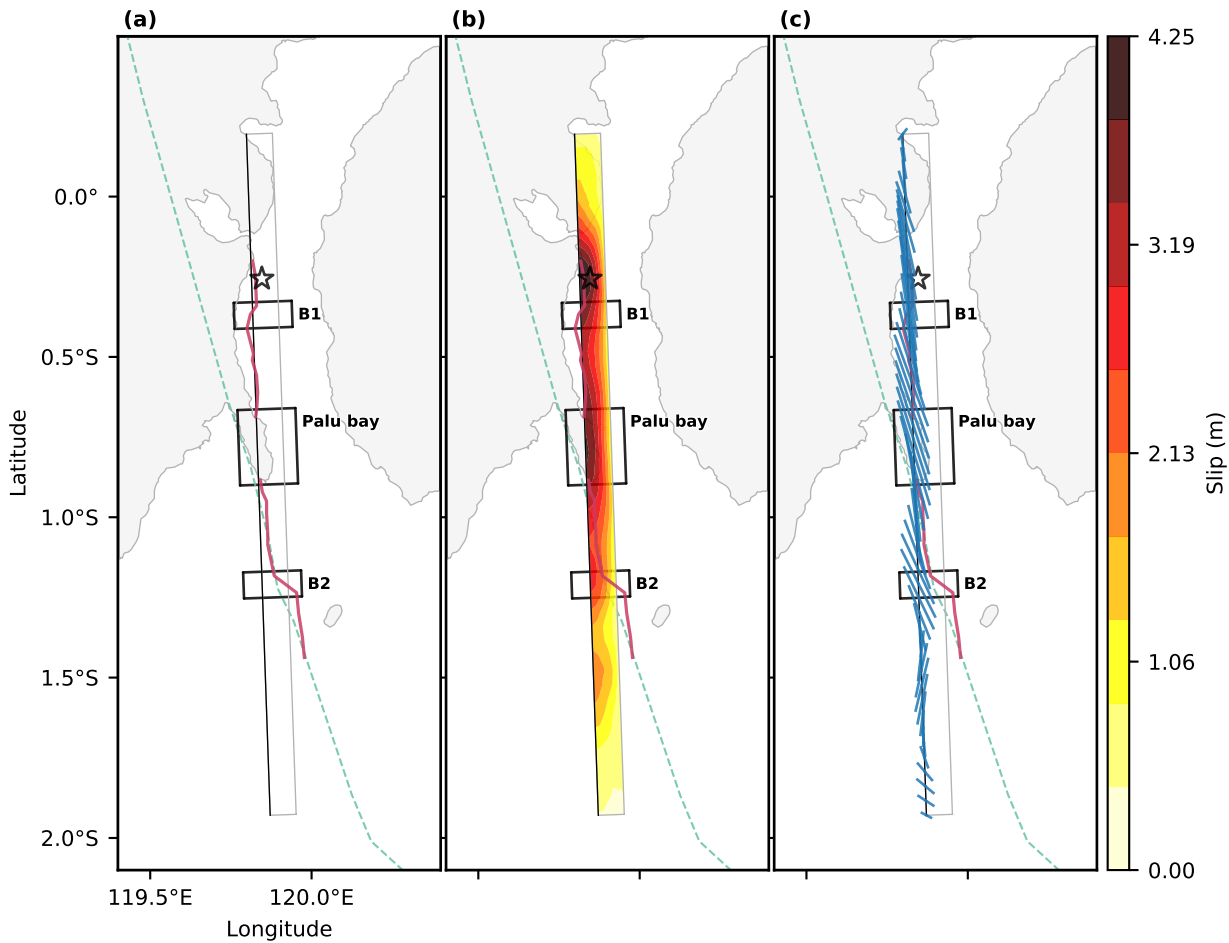 (a)
(b)
(c)
4.25
3.19
2.13
1.06
0.00
Slip (m)
0.0°
0.5°S
1.0°S
1.5°S
2.0°S
Latitude
119.5°E
120.0°E
Longitude
B1
Palu bay
B2
B1
Palu bay
B2
B1
Palu bay
B2